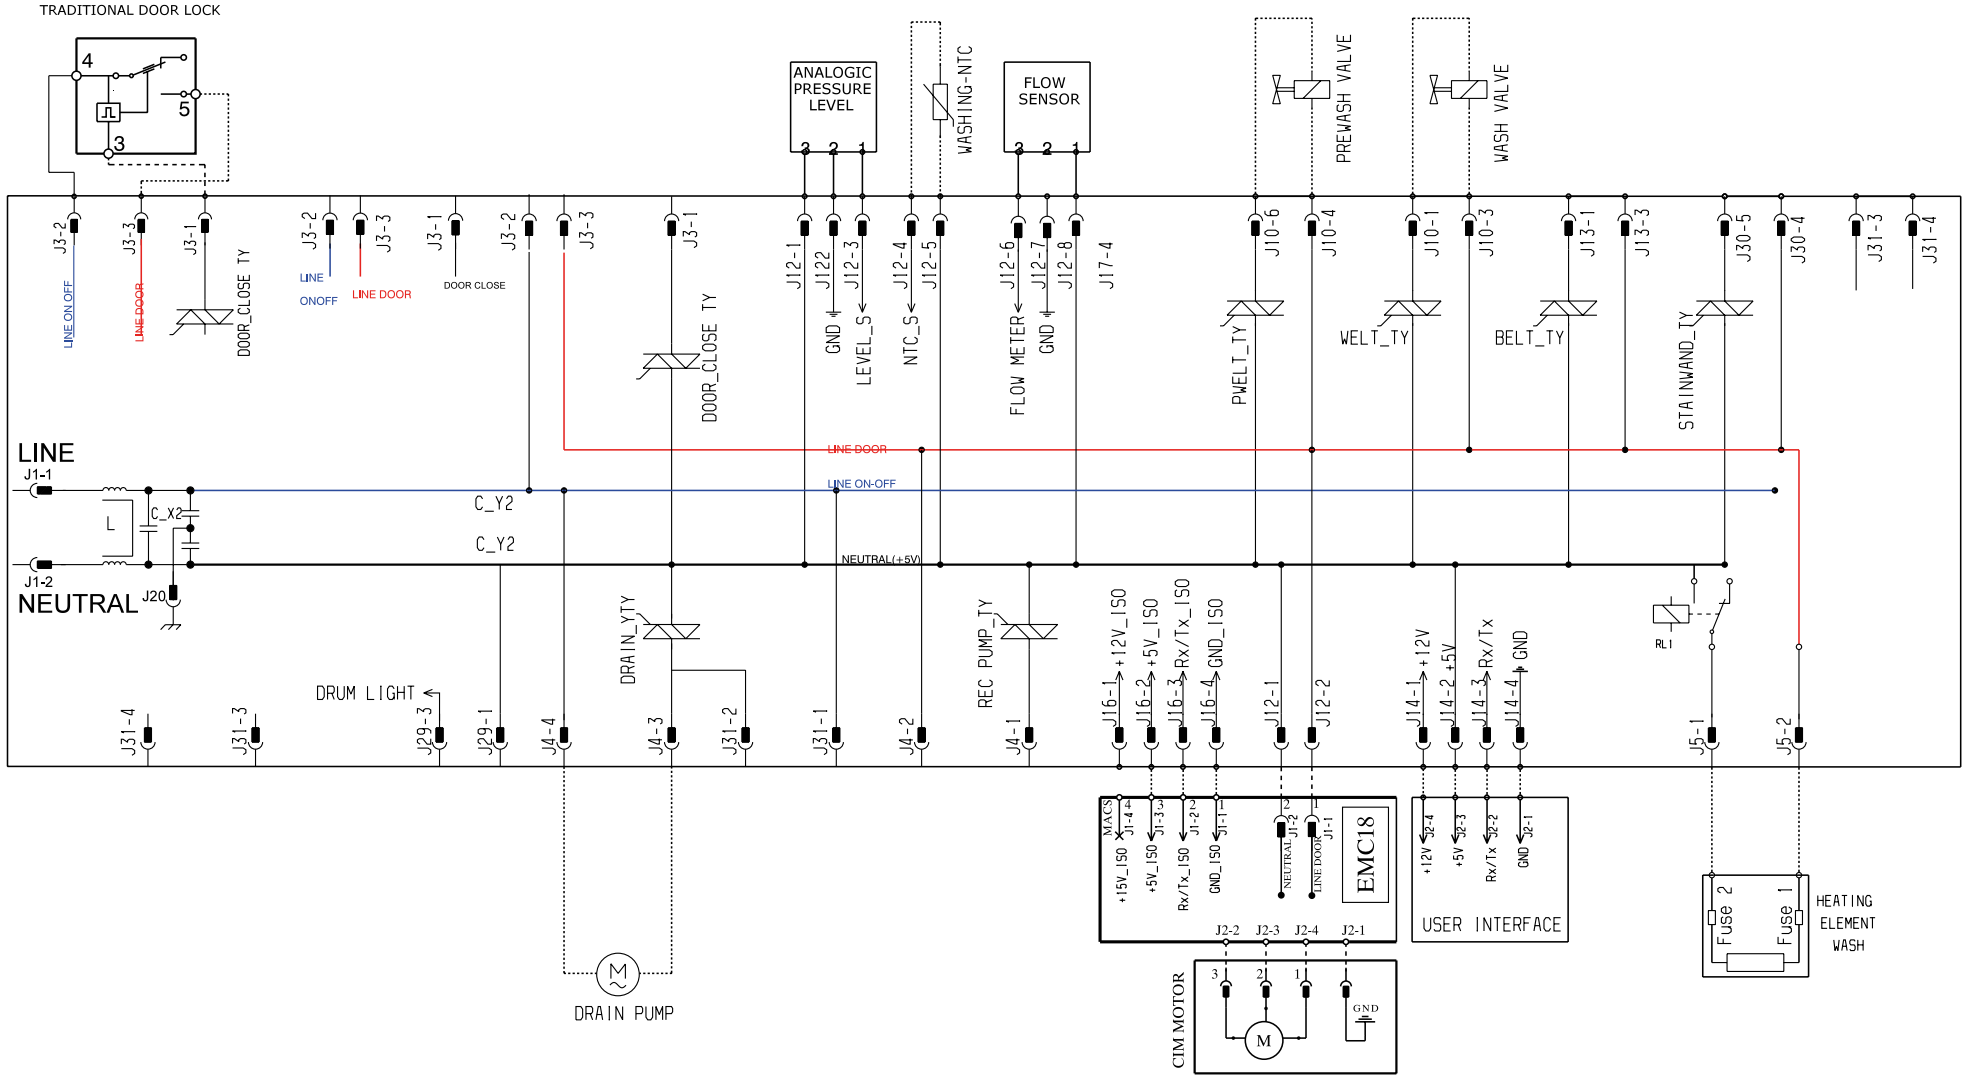 TRADITIONAL DOOR LOCK
4
5
3
ANALOGIC
PRESSURE
LEVEL
3 2 1
WASHING-NTC
FLOW
SENSOR
3 2 1
PREWASH VALVE
WASH VALVE
J3-2
J3-3
J3-1
J3-2
J3-3
J3-1
J3-2
J3-3
J3-1
J12-1
J122
J12-3
J12-4
J12-5
J12-6
J12-7
J12-8
J17-4
J10-6
J10-4
J10-1
J10-3
J13-1
J13-3
J30-5
J30-4
J31-3
J31-4
LINE ON OFF
LINE DOOR
DOOR_CLOSE TY
LINE
ONOFF
LINE DOOR
DOOR CLOSE
DOOR_CLOSE TY
GND
LEVEL_S
NTC_S
FLOW METER
GND
PWELT_TY
WELT_TY
BELT_TY
STAINWAND_TY
LINE DOOR
LINE ON-OFF
LINE
J1-1
L
C_X2
C_Y2
C_Y2
NEUTRAL(+5V)
J1-2
NEUTRAL
J20
DRAIN_YTY
REC PUMP_TY
+12V_ISO
+5V_ISO
Rx/Tx_ISO
GND_ISO
+12V
+5V
Rx/Tx
GND
RL1
DRUM LIGHT
J31-4
J31-3
J29-3
J29-1
J4-4
J4-3
J31-2
J31-1
J4-2
J4-1
J16-1
J16-2
J16-3
J16-4
J12-1
J12-2
J14-1
J14-2
J14-3
J14-4
J5-1
J5-2
MACS
4 3 2 1 2 1
J1-4
J1-3
J1-2
J1-1
J1-2
J1-1
+15V_ISO
+5V_ISO
Rx/Tx_ISO
GND_ISO
NEUTRAL
LINE DOOR
EMC18
J2-4
J2-3
J2-2
J2-1
+12V
+5V
Rx/Tx
GND
USER INTERFACE
J2-2 J2-3 J2-4 J2-1
3 2 1
CIM MOTOR
M
GND
Fuse 2
Fuse 1
HEATING
ELEMENT
WASH
M
DRAIN PUMP